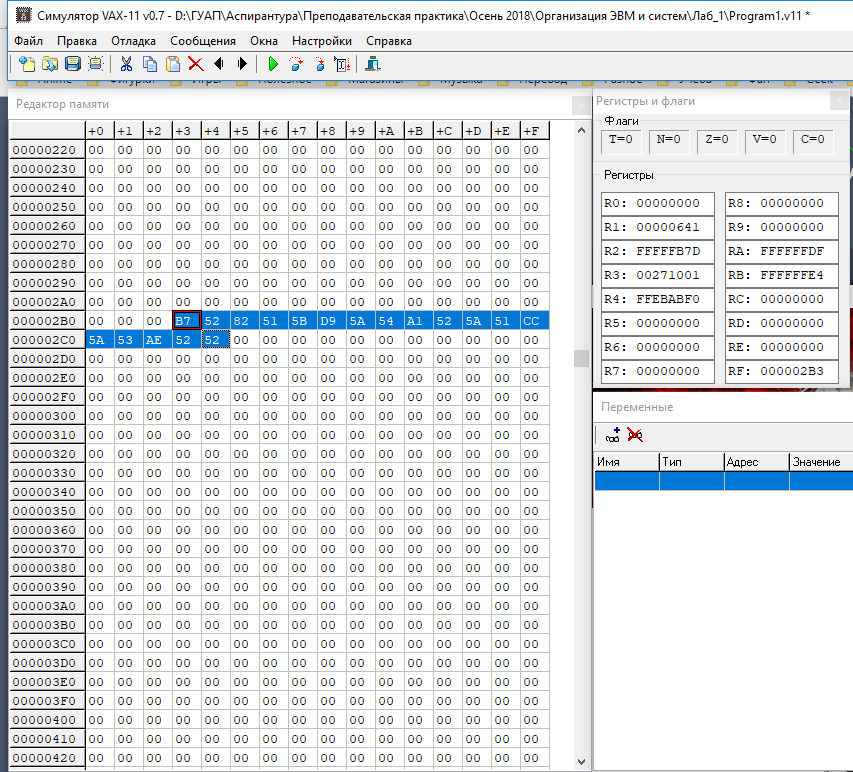 Симулятор VAX-11 v0.7 - D:\ГУАП\Аспирантура\Преподавательская практика\Осень 2018\Организация ЭВМ и систем\Лаб_1\Program1.v11 *
Файл Правка Отладка Сообщения Окна Настройки Справка
Редактор памяти
+0 +1 +2 +3 +4 +5 +6 +7 +8 +9 +A +B +C +D +E +F
00000220 00 00 00 00 00 00 00 00 00 00 00 00 00 00 00 00
00000230 00 00 00 00 00 00 00 00 00 00 00 00 00 00 00 00
00000240 00 00 00 00 00 00 00 00 00 00 00 00 00 00 00 00
00000250 00 00 00 00 00 00 00 00 00 00 00 00 00 00 00 00
00000260 00 00 00 00 00 00 00 00 00 00 00 00 00 00 00 00
00000270 00 00 00 00 00 00 00 00 00 00 00 00 00 00 00 00
00000280 00 00 00 00 00 00 00 00 00 00 00 00 00 00 00 00
00000290 00 00 00 00 00 00 00 00 00 00 00 00 00 00 00 00
000002A0 00 00 00 00 00 00 00 00 00 00 00 00 00 00 00 00
000002B0 00 00 00 B7 52 82 51 5B D9 5A 54 A1 52 5A 51 CC
000002C0 5A 53 AE 52 52 00 00 00 00 00 00 00 00 00 00 00
000002D0 00 00 00 00 00 00 00 00 00 00 00 00 00 00 00 00
000002E0 00 00 00 00 00 00 00 00 00 00 00 00 00 00 00 00
000002F0 00 00 00 00 00 00 00 00 00 00 00 00 00 00 00 00
00000300 00 00 00 00 00 00 00 00 00 00 00 00 00 00 00 00
00000310 00 00 00 00 00 00 00 00 00 00 00 00 00 00 00 00
00000320 00 00 00 00 00 00 00 00 00 00 00 00 00 00 00 00
00000330 00 00 00 00 00 00 00 00 00 00 00 00 00 00 00 00
00000340 00 00 00 00 00 00 00 00 00 00 00 00 00 00 00 00
00000350 00 00 00 00 00 00 00 00 00 00 00 00 00 00 00 00
00000360 00 00 00 00 00 00 00 00 00 00 00 00 00 00 00 00
00000370 00 00 00 00 00 00 00 00 00 00 00 00 00 00 00 00
00000380 00 00 00 00 00 00 00 00 00 00 00 00 00 00 00 00
00000390 00 00 00 00 00 00 00 00 00 00 00 00 00 00 00 00
000003A0 00 00 00 00 00 00 00 00 00 00 00 00 00 00 00 00
000003B0 00 00 00 00 00 00 00 00 00 00 00 00 00 00 00 00
000003C0 00 00 00 00 00 00 00 00 00 00 00 00 00 00 00 00
000003D0 00 00 00 00 00 00 00 00 00 00 00 00 00 00 00 00
000003E0 00 00 00 00 00 00 00 00 00 00 00 00 00 00 00 00
000003F0 00 00 00 00 00 00 00 00 00 00 00 00 00 00 00 00
00000400 00 00 00 00 00 00 00 00 00 00 00 00 00 00 00 00
00000410 00 00 00 00 00 00 00 00 00 00 00 00 00 00 00 00
00000420 00 00 00 00 00 00 00 00 00 00 00 00 00 00 00 00
Регистры и флаги
Флаги
T=0 N=0 Z=0 V=0 C=0
Регистры
R0: 00000000 R8: 00000000
R1: 00000641 R9: 00000000
R2: FFFFFB7D RA: FFFFFFDF
R3: 00271001 RB: FFFFFFE4
R4: FFEBABF0 RC: 00000000
R5: 00000000 RD: 00000000
R6: 00000000 RE: 00000000
R7: 00000000 RF: 000002B3
Переменные
Имя Тип Адрес Значение